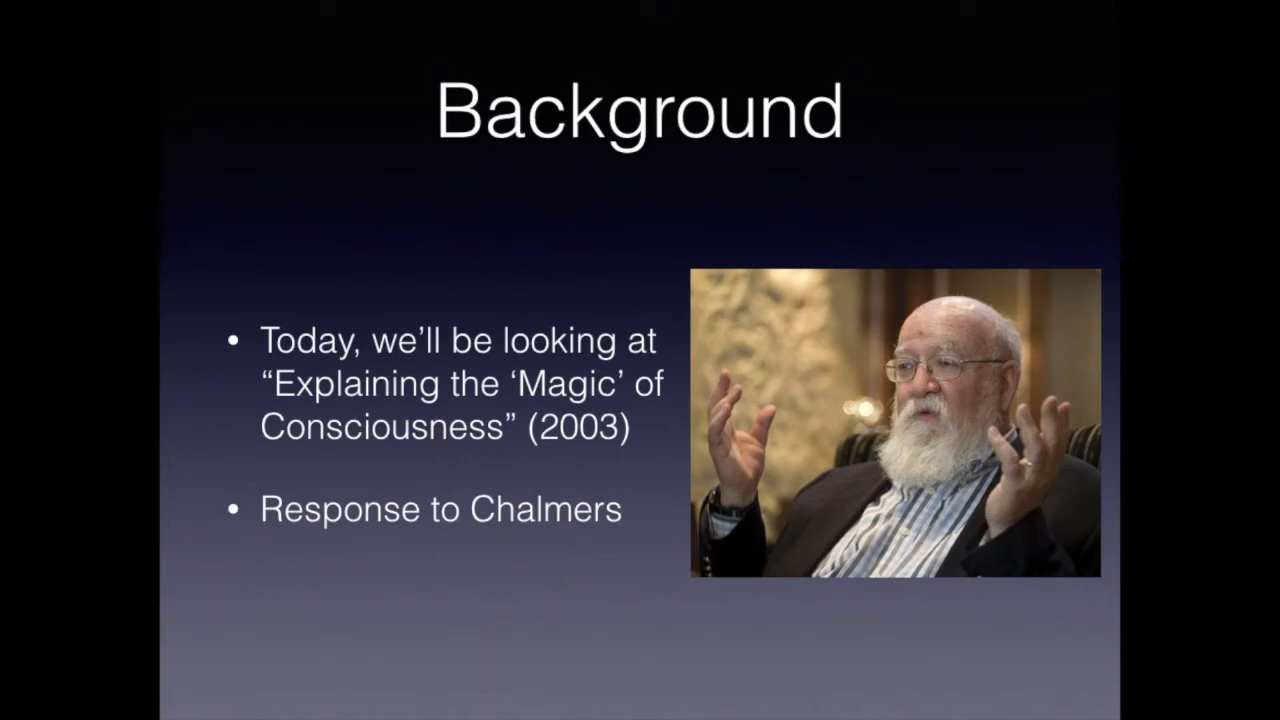 Background
• Today, we’ll be looking at
“Explaining the ‘Magic’ of
Consciousness” (2003)
• Response to Chalmers